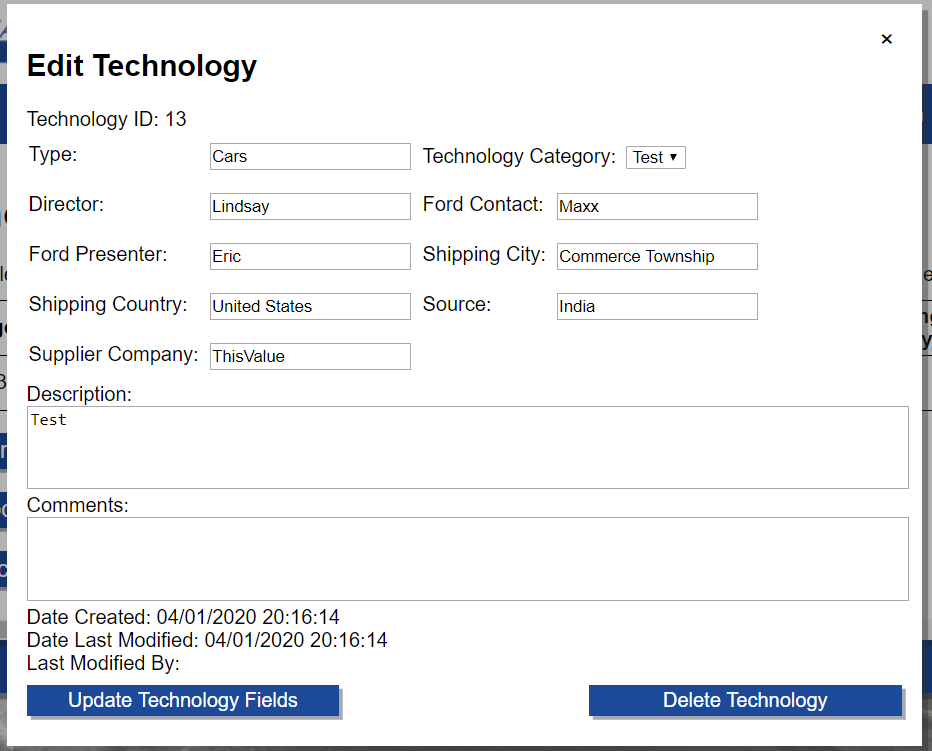 ×
Edit Technology
Technology ID: 13
Type: Cars Technology Category: Test ▼
Director: Lindsay Ford Contact: Maxx
Ford Presenter: Eric Shipping City: Commerce Township
Shipping Country: United States Source: India
Supplier Company: ThisValue
Description:
Test
Comments:
Date Created: 04/01/2020 20:16:14
Date Last Modified: 04/01/2020 20:16:14
Last Modified By:
Update Technology Fields Delete Technology